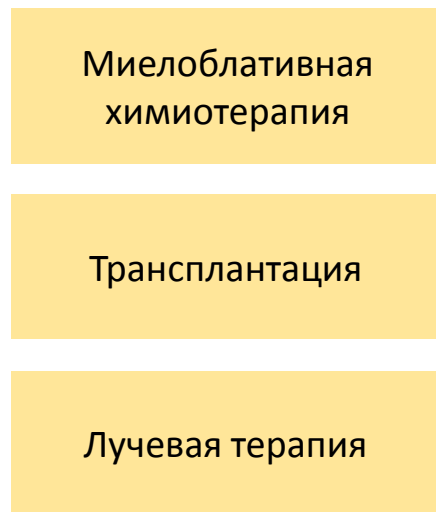 Миелоблативная
химиотерапия
Трансплантация
Лучевая терапия